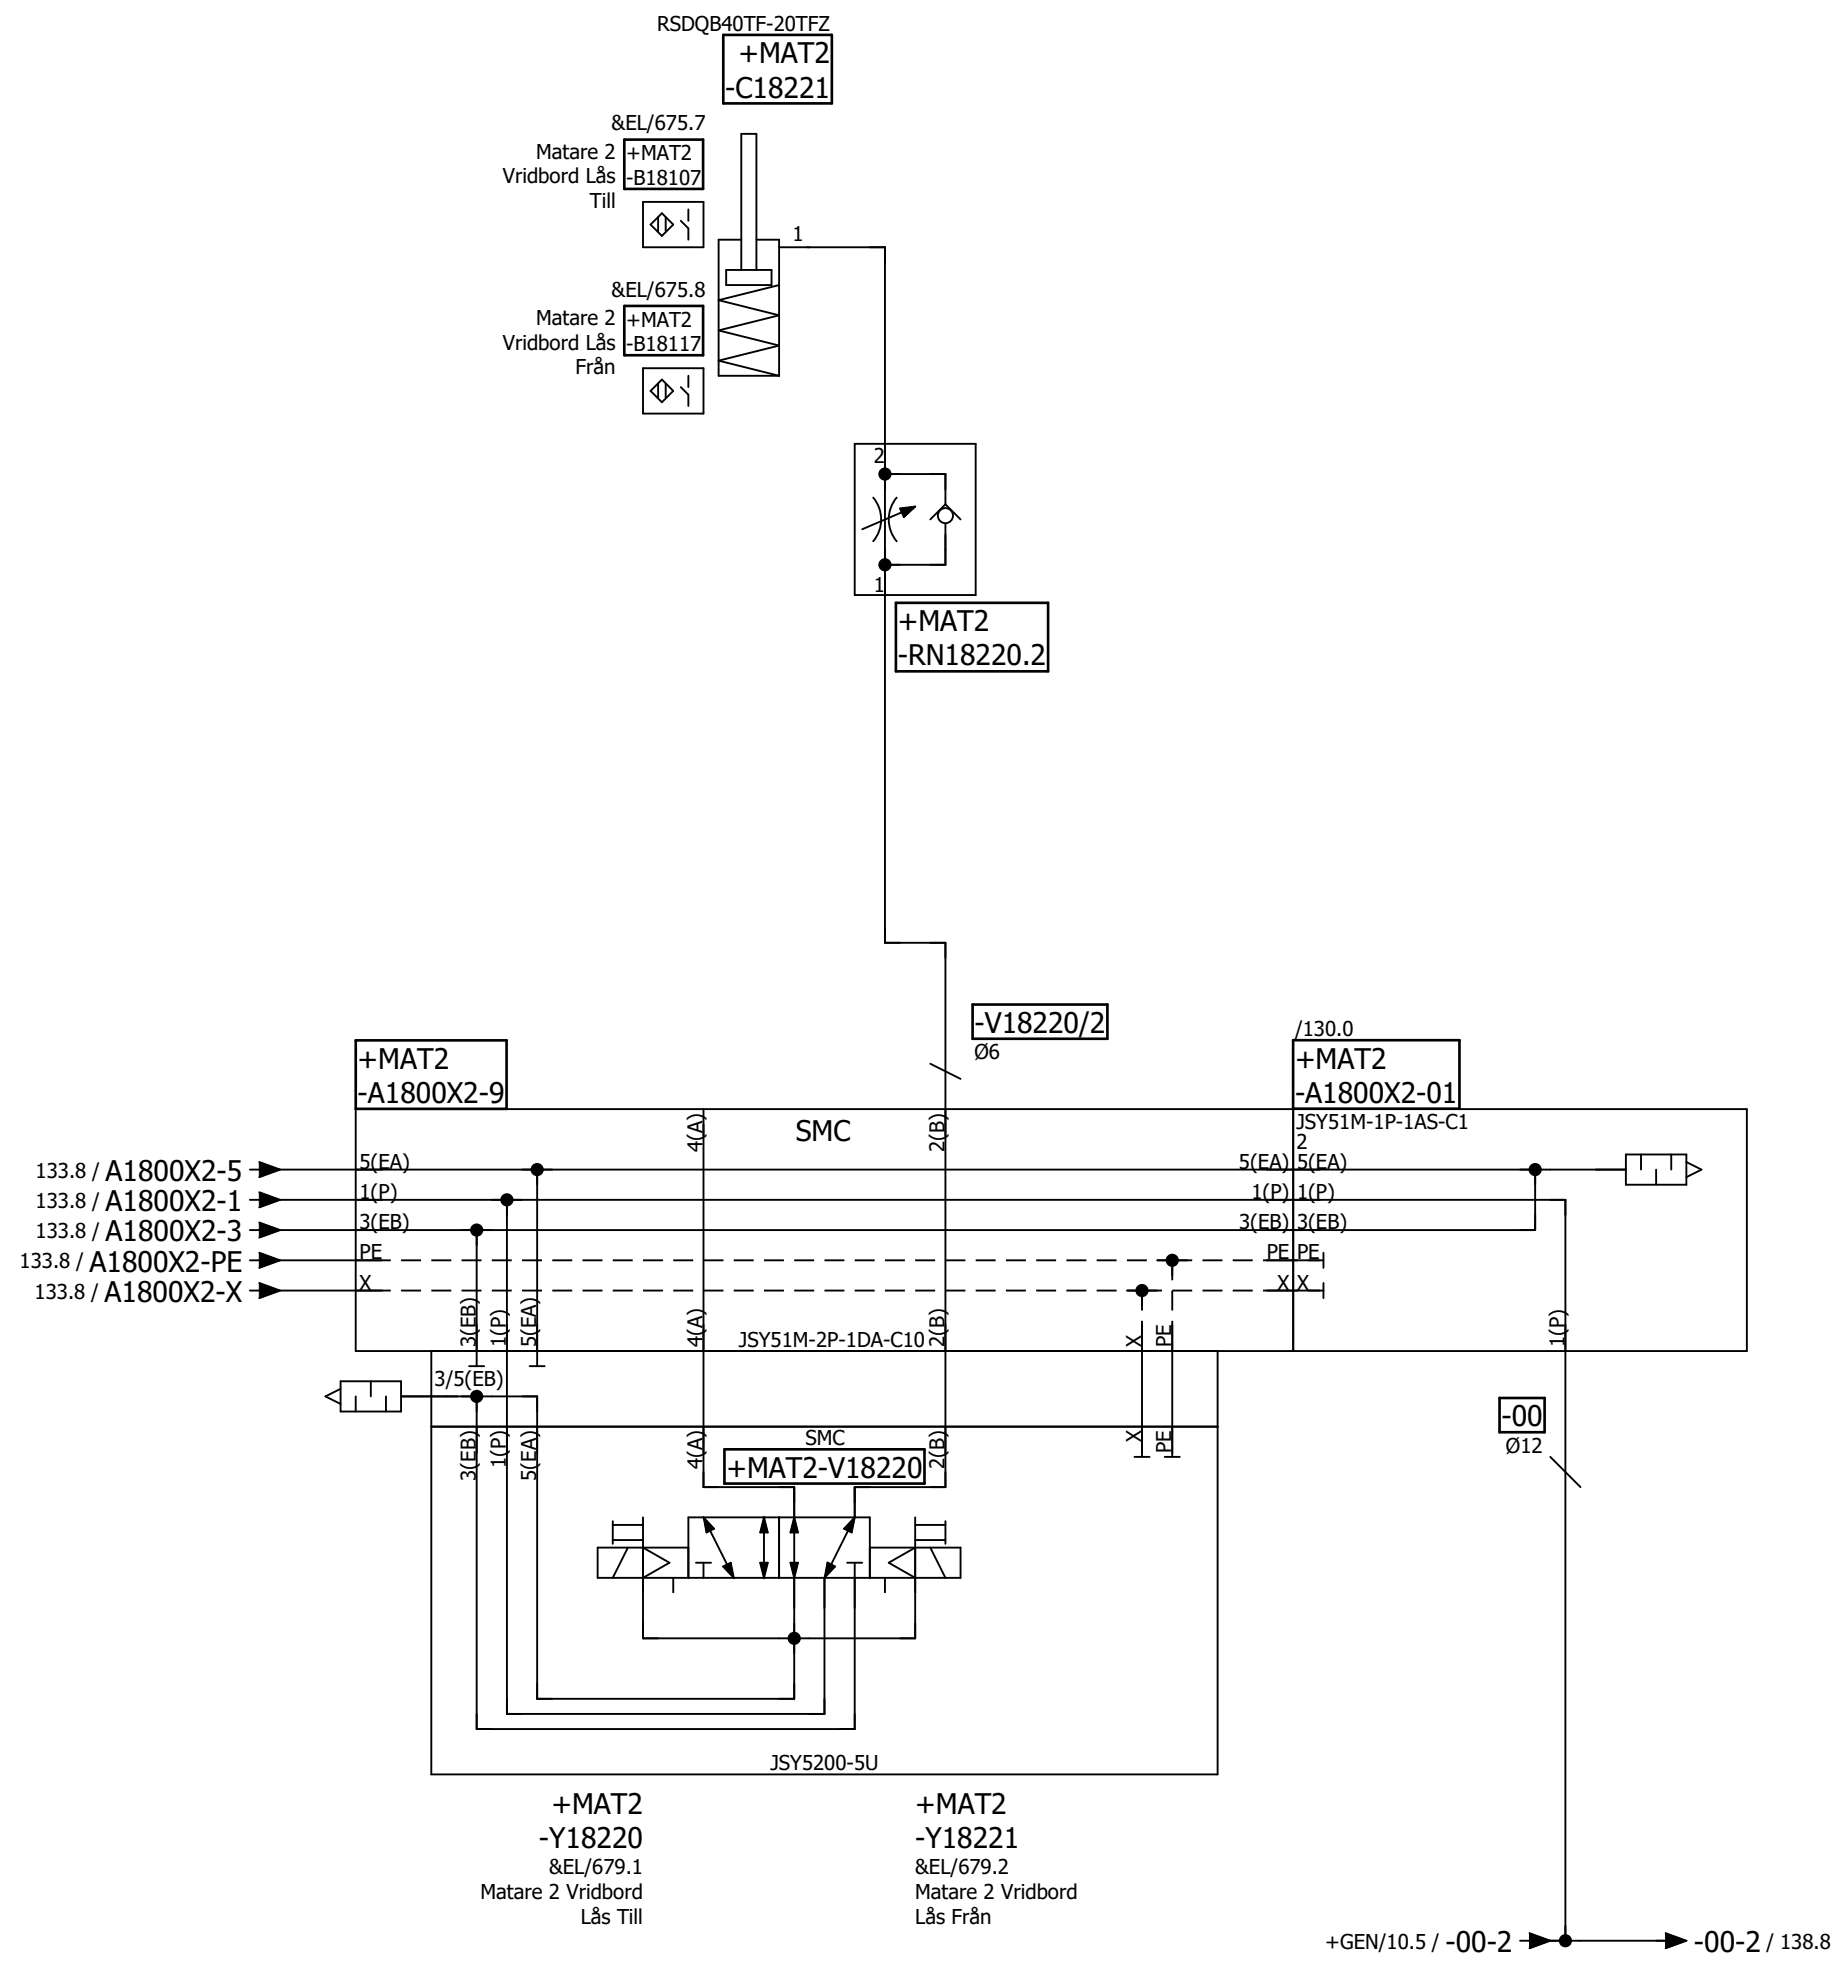 RSDQB40TF-20TFZ
+MAT2
-C18221
&EL/675.7
Matare 2
Vridbord Lås
Till
+MAT2
-B18107
1
&EL/675.8
Matare 2
Vridbord Lås
Från
+MAT2
-B18117
2
1
+MAT2
-RN18220.2
-V18220/2
Ø6
+MAT2
-A1800X2-9
/130.0
+MAT2
-A1800X2-01
JSY51M-1P-1AS-C1
2
4(A)
SMC
2(B)
133.8 / A1800X2-5
5(EA)
5(EA)
5(EA)
133.8 / A1800X2-1
1(P)
1(P)
1(P)
133.8 / A1800X2-3
3(EB)
3(EB)
3(EB)
133.8 / A1800X2-PE
PE
PE
PE
133.8 / A1800X2-X
X
X
X
3(EB)
1(P)
5(EA)
4(A)
JSY51M-2P-1DA-C10
2(B)
X
PE
1(P)
3/5(EB)
3(EB)
1(P)
5(EA)
4(A)
SMC
+MAT2-V18220
2(B)
X
PE
-00
Ø12
JSY5200-5U
+MAT2
-Y18220
&EL/679.1
Matare 2 Vridbord
Lås Till
+MAT2
-Y18221
&EL/679.2
Matare 2 Vridbord
Lås Från
+GEN/10.5 / -00-2
-00-2 / 138.8